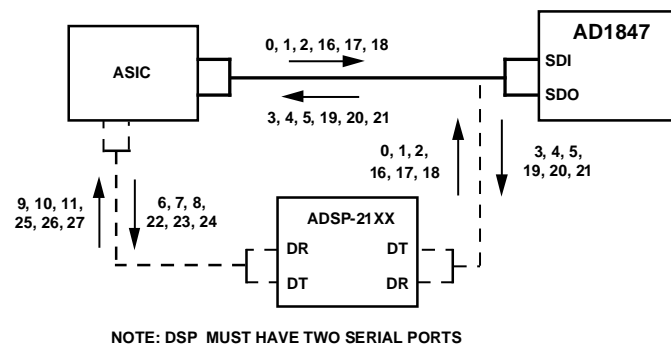 0, 1, 2, 16, 17, 18
AD1847
ASIC
SDI
SDO
3, 4, 5, 19, 20, 21
0, 1, 2,
16, 17, 18
3, 4, 5,
19, 20, 21
9, 10, 11,
25, 26, 27
6, 7, 8,
22, 23, 24
ADSP-21XX
DR
DT
DT
DR
NOTE: DSP MUST HAVE TWO SERIAL PORTS